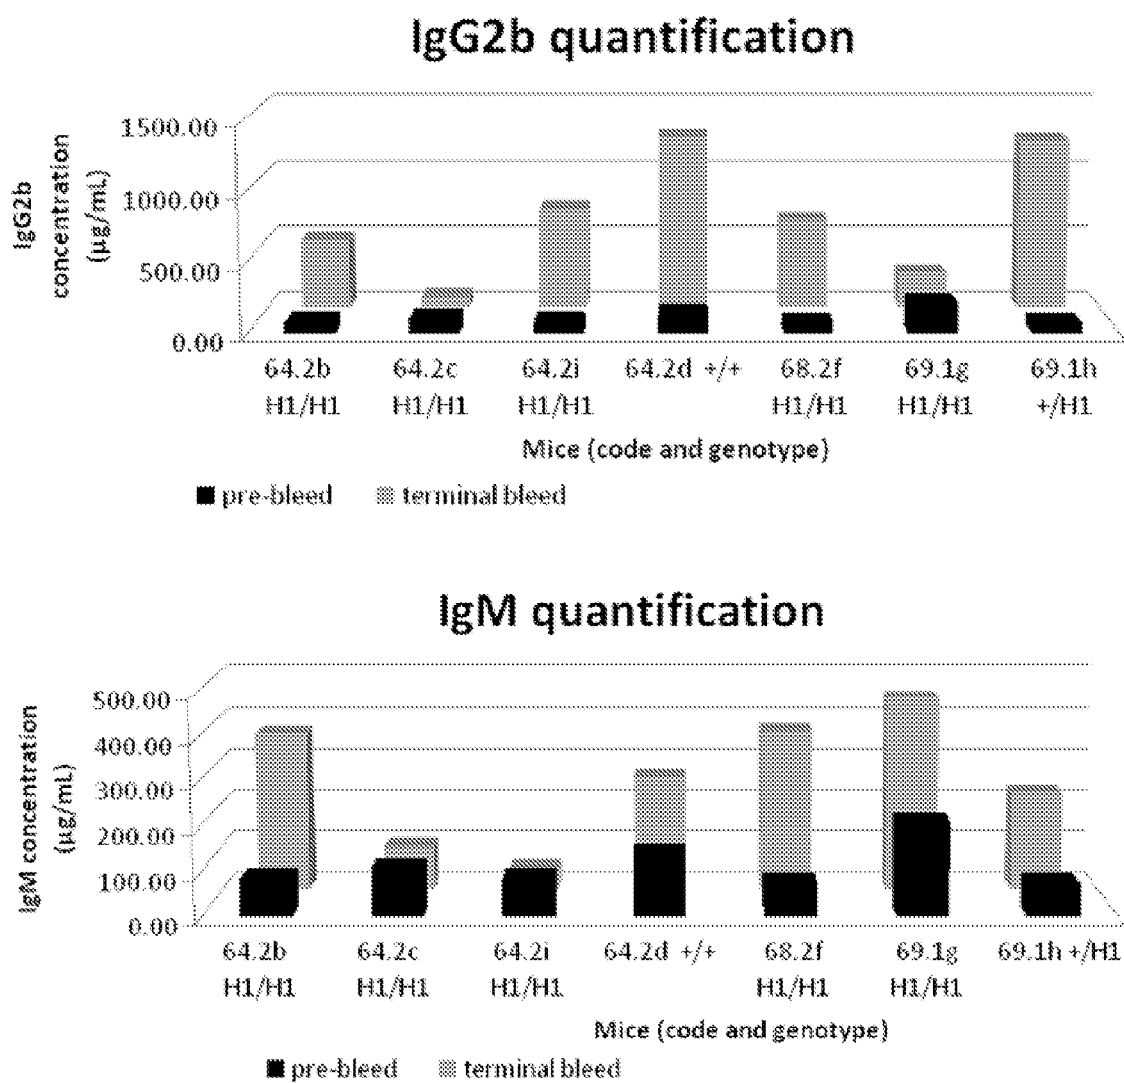 IgG2b quantification
1500.00
1000.00
500.00
0.00
IgG2b
concentration
(µg/mL)
64.2b 64.2c 64.2i 64.2d +/+ 68.2f 69.1g 69.1h
H1/H1 H1/H1 H1/H1 H1/H1 H1/H1 +/H1
Mice (code and genotype)
pre-bleed terminal bleed
IgM quantification
500.00
400.00
300.00
200.00
100.00
0.00
IgM concentration
(µg/mL)
64.2b 64.2c 64.2i 64.2d +/+ 68.2f 69.1g 69.1h +/H1
H1/H1 H1/H1 H1/H1 H1/H1 H1/H1
Mice (code and genotype)
pre-bleed terminal bleed